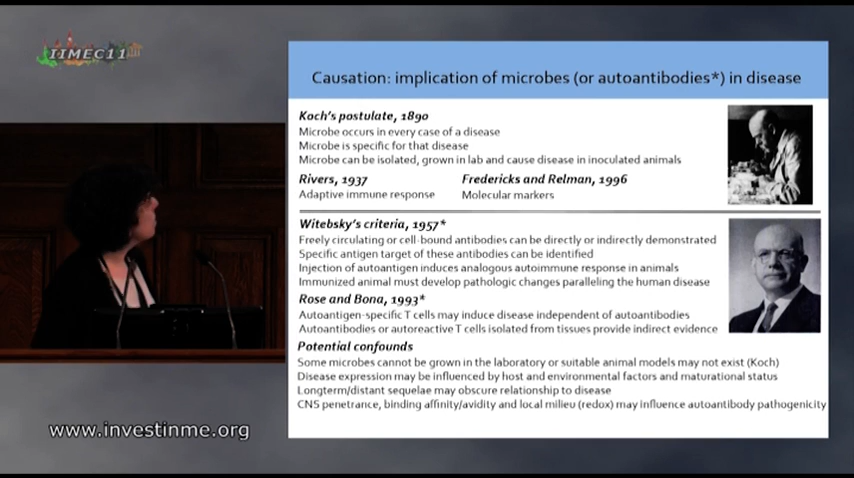 IIMEC11
Causation: implication of microbes (or autoantibodies*) in disease
Koch's postulate, 1890
Microbe occurs in every case of a disease
Microbe is specific for that disease
Microbe can be isolated, grown in lab and cause disease in inoculated animals
Rivers, 1937
Adaptive immune response
Fredericks and Relman, 1996
Molecular markers
Witebsky's criteria, 1957*
Freely circulating or cell-bound antibodies can be directly or indirectly demonstrated
Specific antigen target of these antibodies can be identified
Injection of autoantigen induces analogous autoimmune response in animals
Immunized animal must develop pathologic changes paralleling the human disease
Rose and Bona, 1993*
Autoantigen-specific T cells may induce disease independent of autoantibodies
Autoantibodies or autoreactive T cells isolated from tissues provide indirect evidence
Potential confounds
Some microbes cannot be grown in the laboratory or suitable animal models may not exist (Koch)
Disease expression may be influenced by host and environmental factors and maturational status
Longterm/distant sequelae may obscure relationship to disease
CNS penetrance, binding affinity/avidity and local milieu (redox) may influence autoantibody pathogenicity
www.investinme.org